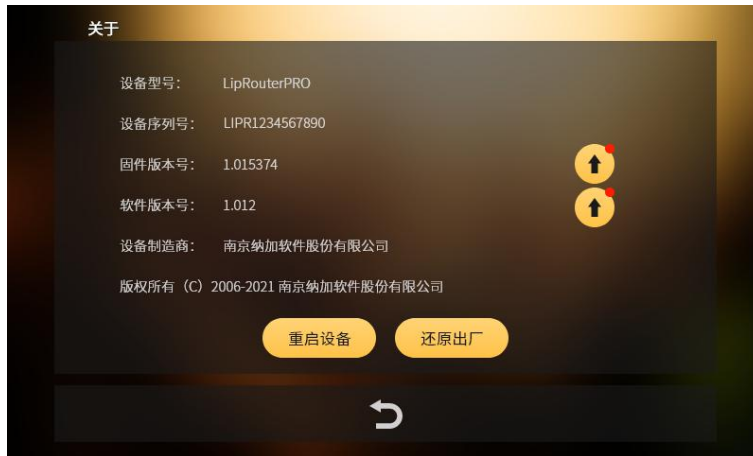 关于
设备型号: LipRouterPRO
设备序列号: LIPR1234567890
固件版本号: 1.015374
软件版本号: 1.012
设备制造商: 南京纳加软件股份有限公司
版权所有（C）2006-2021 南京纳加软件股份有限公司
重启设备 还原出厂